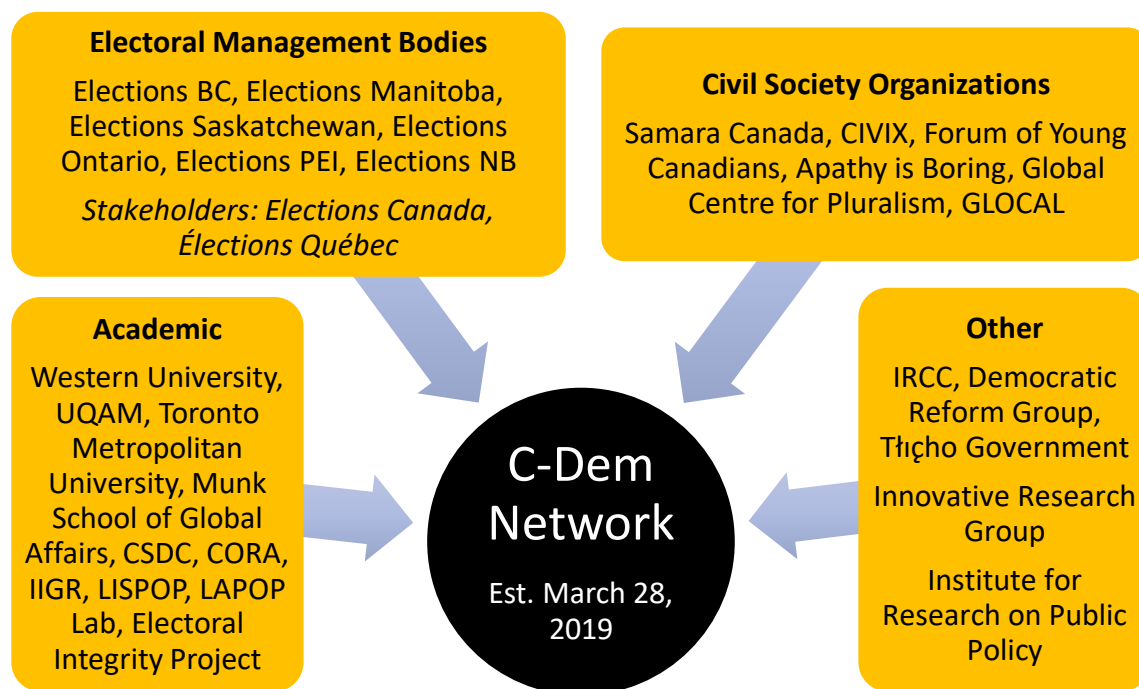 Electoral Management Bodies
Elections BC, Elections Manitoba,
Elections Saskatchewan, Elections
Ontario, Elections PEI, Elections NB
Stakeholders: Elections Canada,
Élections Québec
Civil Society Organizations
Samara Canada, CIVIX, Forum of Young
Canadians, Apathy is Boring, Global
Centre for Pluralism, GLOCAL
Academic
Western University,
UQAM, Toronto
Metropolitan
University, Munk
School of Global
Affairs, CSDC, CORA,
IIGR, LISPOP, LAPOP
Lab, Electoral
Integrity Project
C-Dem
Network
Est. March 28,
2019
Other
IRCC, Democratic
Reform Group,
Tłı̨chǫ Government
Innovative Research
Group
Institute for
Research on Public
Policy